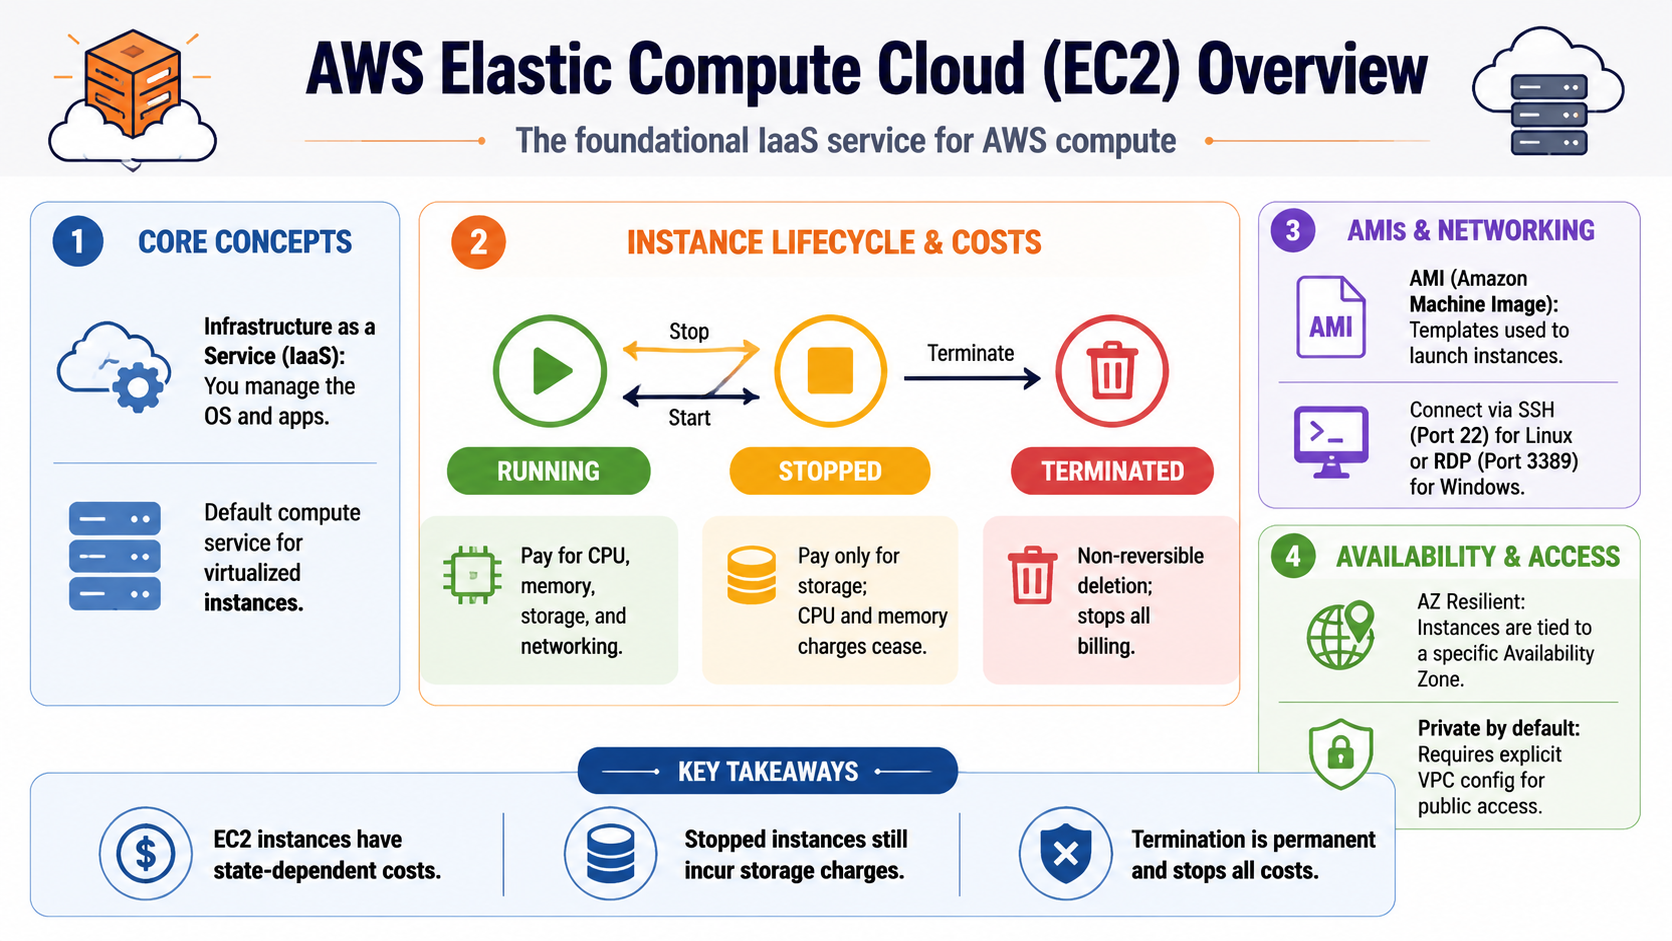 AWS Elastic Compute Cloud (EC2) Overview
The foundational IaaS service for AWS compute
1
CORE CONCEPTS
Infrastructure as a
Service (IaaS):
You manage the
OS and apps.
Default compute
service for
virtualized
instances.
2
INSTANCE LIFECYCLE & COSTS
Stop
Start
Terminate
RUNNING
STOPPED
TERMINATED
Pay for CPU,
memory,
storage, and
networking.
Pay only for
storage;
CPU and memory
charges cease.
Non-reversible
deletion;
stops all
billing.
3
AMIs & NETWORKING
AMI
AMI (Amazon
Machine Image):
Templates used to
launch instances.
Connect via SSH
(Port 22) for Linux
or RDP (Port 3389)
for Windows.
4
AVAILABILITY & ACCESS
AZ Resilient:
Instances are tied to
a specific Availability
Zone.
Private by default:
Requires explicit
VPC config for
public access.
KEY TAKEAWAYS
$
EC2 instances have
state-dependent costs.
Stopped instances still
incur storage charges.
Termination is permanent
and stops all costs.